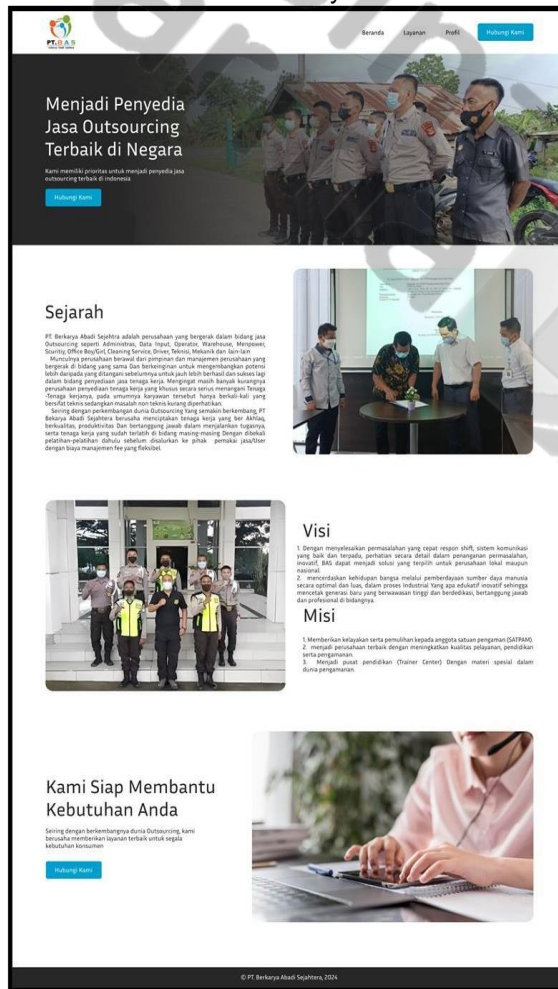 PT.BAS
Beranda Layanan Profil Hubungi Kami
Menjadi Penyedia
Jasa Outsourcing
Terbaik di Negara
Kami memiliki prioritas untuk menjadi penyedia jasa
outsourcing terbaik di indonesia
Hubungi Kami
Sejarah
PT. Berkarya Abadi Sejehtra adalah perusahaan yang bergerak dalam bidang jasa
Outsourcing seperti Administras, Data Input, Operator, Warehouse, Menpower,
Scuritiy, Office Boy/Girl, Cleaning Service, Driver, Teknisi, Mekanik dan lain-lain
Munculnya perusahaan berawal dari pimpinan dan manajemen perusahaan yang
bergerak di bidang yang sama Dan berkeinginan untuk mengembangkan potensi
lebih daripada yang ditangani sebelumnya untuk jauh lebih berhasil dan sukses lagi
dalam bidang penyediaan jasa tenaga kerja. Mengingat masih banyak kurangnya
perusahaan penyediaan tenaga kerja yang khusus secara serius menangani Tenaga
-Tenaga kerjanya, pada umumnya karyawan tersebut hanya berkali-kali yang
bersifat teknis sedangkan masalah non teknis kurang diperhatikan.
Seiring dengan perkembangan dunia Outsourcing Yang semakin berkembang, PT
Bekarya Abadi Sejahtera berusaha menciptakan tenaga kerja yang ber Akhlaq,
berkualitas, produktivitas Dan bertanggung jawab dalam menjalankan tugasnya,
serta tenaga kerja yang sudah terlatih di bidang masing-masing Dengan dibekali
pelatihan-pelatihan dahulu sebelum disalurkan ke pihak pemakai jasa/User
dengan biaya manajemen fee yang fleksibel.
Visi
1. Dengan menyelesaikan permasalahan yang cepat respon shift, sistem komunikasi
yang baik dan terpadu, perhatian secara detail dalam penanganan permasalahan,
inovatif, BAS dapat menjadi solusi yang terpilih untuk perusahaan lokal maupun
nasional.
2. mencerdaskan kehidupan bangsa melalui pemberdayaan sumber daya manusia
secara optimal dan luas, dalam proses industrial Yang apa edukatif inovatif sehingga
mencetak generasi baru yang berwawasan tinggi dan berdedikasi, bertanggung jawab
dan profesional di bidangnya.
Misi
1. Memberikan kelayakan serta pemulihan kepada anggota satuan pengaman (SATPAM).
2. menjadi perusahaan terbaik dengan meningkatkan kualitas pelayanan, pendidikan
serta pengamanan.
3. Menjadi pusat pendidikan (Trainer Center) Dengan materi spesial dalam
dunia pengamanan.
Kami Siap Membantu
Kebutuhan Anda
Seiring dengan berkembangnya dunia Outsourcing, kami
berusaha memberikan layanan terbaik untuk segala
kebutuhan konsumen
Hubungi Kami
© PT. Berkarya Abadi Sejahtera, 2024